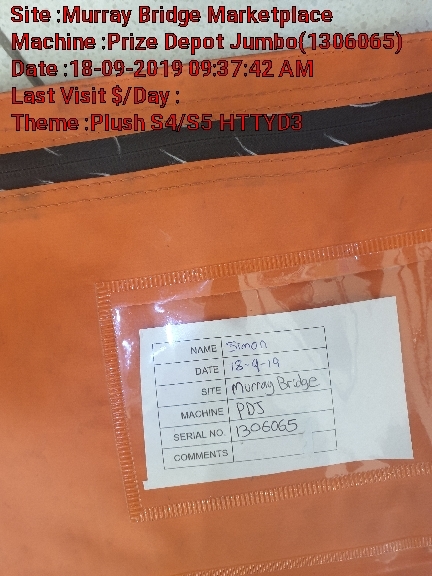 Site :Murray Bridge Marketplace
Machine :Prize Depot Jumbo(1306065)
Date :18-09-2019 09:37:42 AM
Last Visit $/Day :
Theme :Plush S4/S5 HTTYD3
NAME Simon
DATE 18-9-19
SITE Murray Bridge
MACHINE PDJ
SERIAL NO. 1306065
COMMENTS